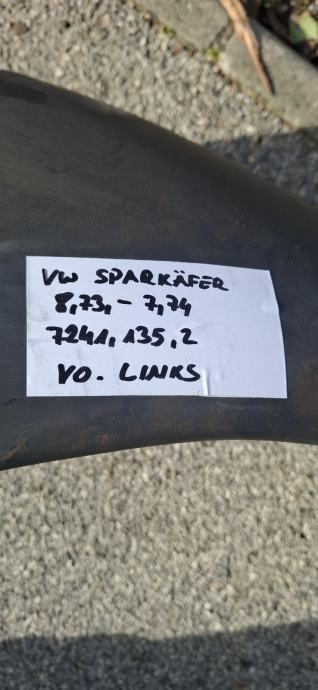 VW SPARKÄFER
8,73,- 7,74
7241,135,2
VO. LINKS